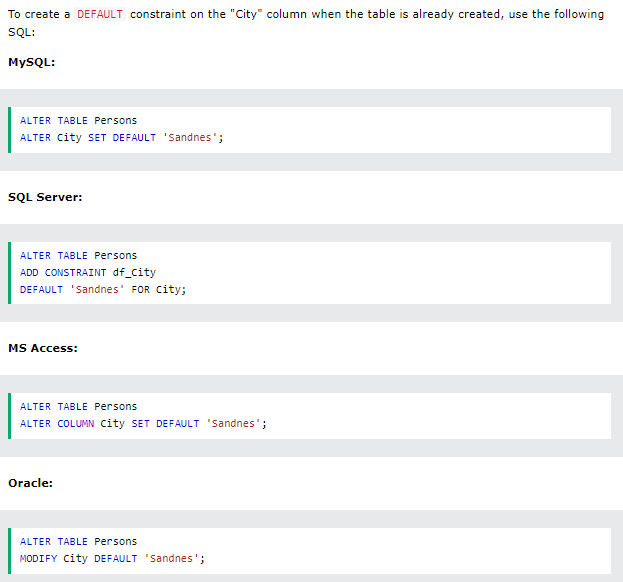 To create a DEFAULT constraint on the "City" column when the table is already created, use the following
SQL:
MySQL:
ALTER TABLE Persons
ALTER City SET DEFAULT 'Sandnes';
SQL Server:
ALTER TABLE Persons
ADD CONSTRAINT df_City
DEFAULT 'Sandnes' FOR City;
MS Access:
ALTER TABLE Persons
ALTER COLUMN City SET DEFAULT 'Sandnes';
Oracle:
ALTER TABLE Persons
MODIFY City DEFAULT 'Sandnes';